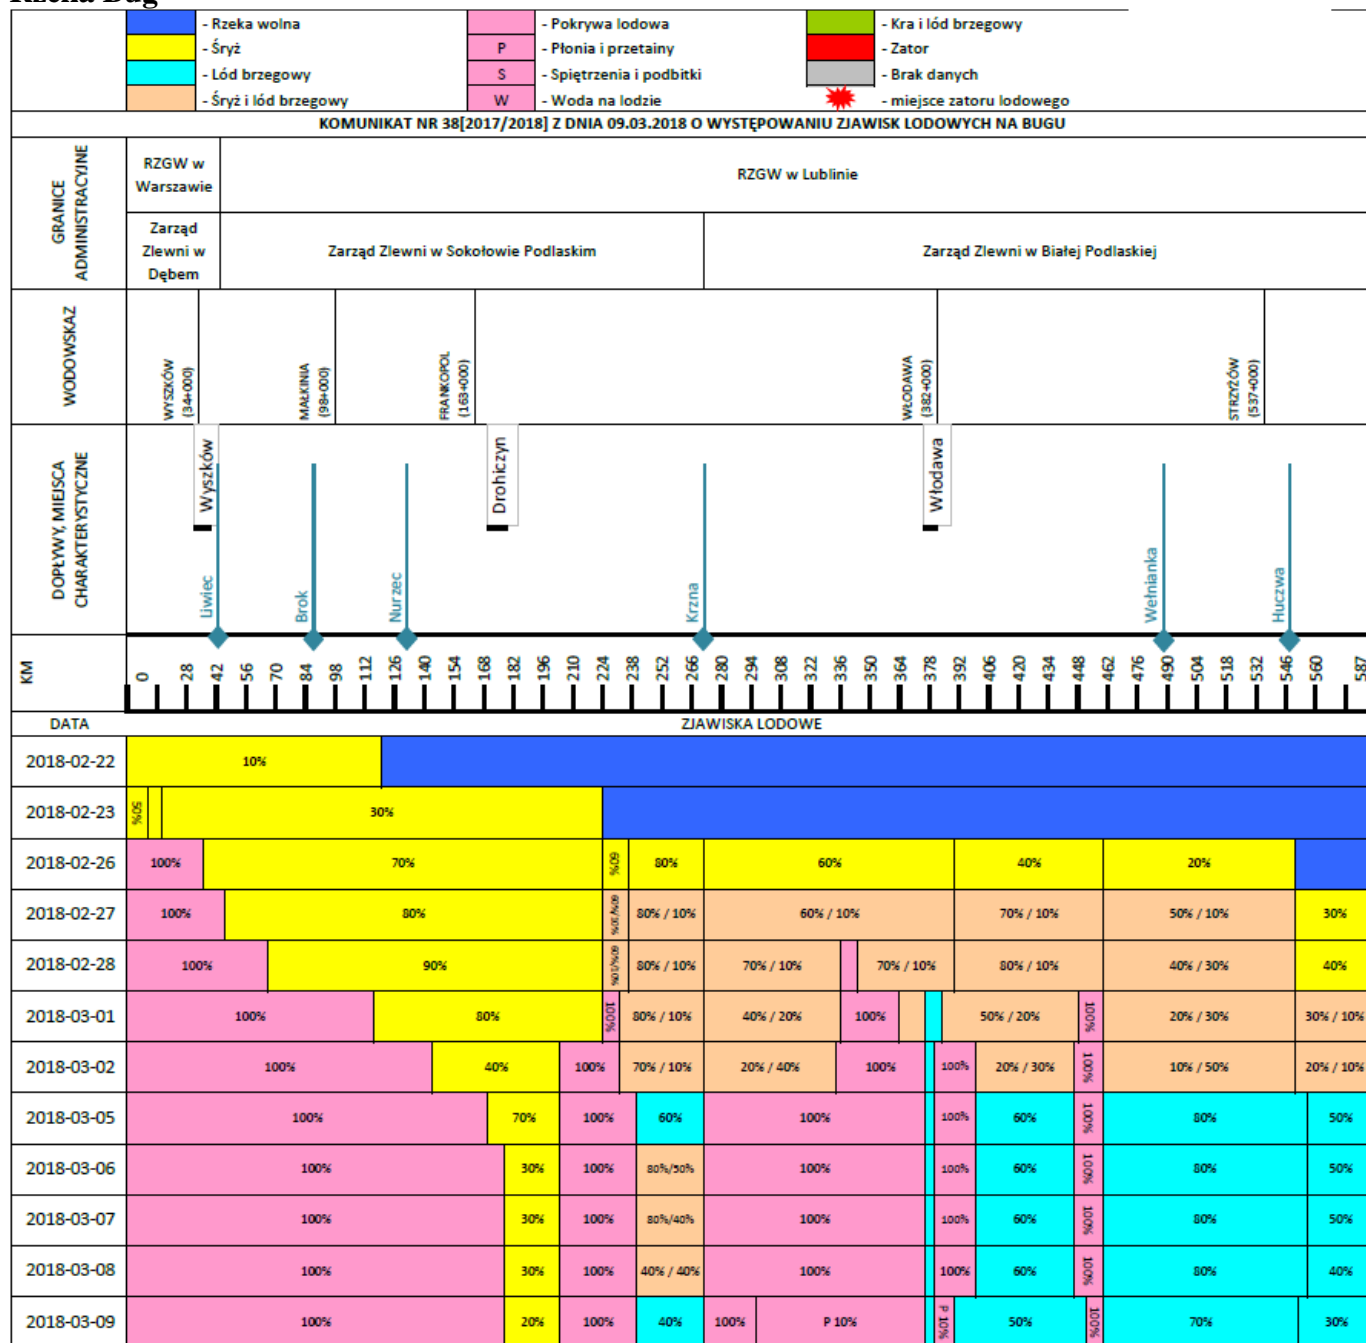 Rzeka Bug
- Rzeka wolna
- Pokrywa lodowa
- Kra i lód brzegowy
- Śryż
P
- Płonia i przetainy
- Zator
- Lód brzegowy
S
- Spiętrzenia i podbitki
- Brak danych
- Śryż i lód brzegowy
W
- Woda na lodzie
- miejsce zatoru lodowego
KOMUNIKAT NR 38[2017/2018] Z DNIA 09.03.2018 O WYSTĘPOWANIU ZJAWISK LODOWYCH NA BUGU
GRANICE
ADMINISTRACYJNE
RZGW w
Warszawie
RZGW w Lublinie
Zarząd
Zlewni w
Dębem
Zarząd Zlewni w Sokołowie Podlaskim
Zarząd Zlewni w Białej Podlaskiej
WODOWSKAZ
WYSZKÓW
(34+000)
MAŁKINIA
(98+000)
FRANKOPOL
(163+000)
WŁODAWA
(382+000)
STRZYŻÓW
(537+000)
DOPŁYWY, MIEJSCA
CHARAKTERYSTYCZNE
Wyszków
Drohiczyn
Włodawa
Liwiec
Brok
Nurzec
Krzna
Wełnianka
Huczwa
KM
0 28 42 56 70 84 98 112 126 140 154 168 182 196 210 224 238 252 266 280 294 308 322 336 350 364 378 392 406 420 434 448 462 476 490 504 518 532 546 560 587
DATA
ZJAWISKA LODOWE
2018-02-22 10%
2018-02-23 50% 30%
2018-02-26 100% 70% 60% 80% 60% 40% 20%
2018-02-27 100% 80% 60%/10% 80% / 10% 60% / 10% 70% / 10% 50% / 10% 30%
2018-02-28 100% 90% 60%/10% 80% / 10% 70% / 10% 70% / 10% 80% / 10% 40% / 30% 40%
2018-03-01 100% 80% 100% 80% / 10% 40% / 20% 100% 50% / 20% 100% 20% / 30% 30% / 10%
2018-03-02 100% 40% 100% 70% / 10% 20% / 40% 100% 100% 20% / 30% 100% 10% / 50% 20% / 10%
2018-03-05 100% 70% 100% 60% 100% 100% 60% 100% 80% 50%
2018-03-06 100% 30% 100% 80%/50% 100% 100% 60% 100% 80% 50%
2018-03-07 100% 30% 100% 80%/40% 100% 100% 60% 100% 80% 50%
2018-03-08 100% 30% 100% 40% / 40% 100% 100% 60% 100% 80% 40%
2018-03-09 100% 20% 100% 40% 100% P 10% P 10% 50% 100% 70% 30%